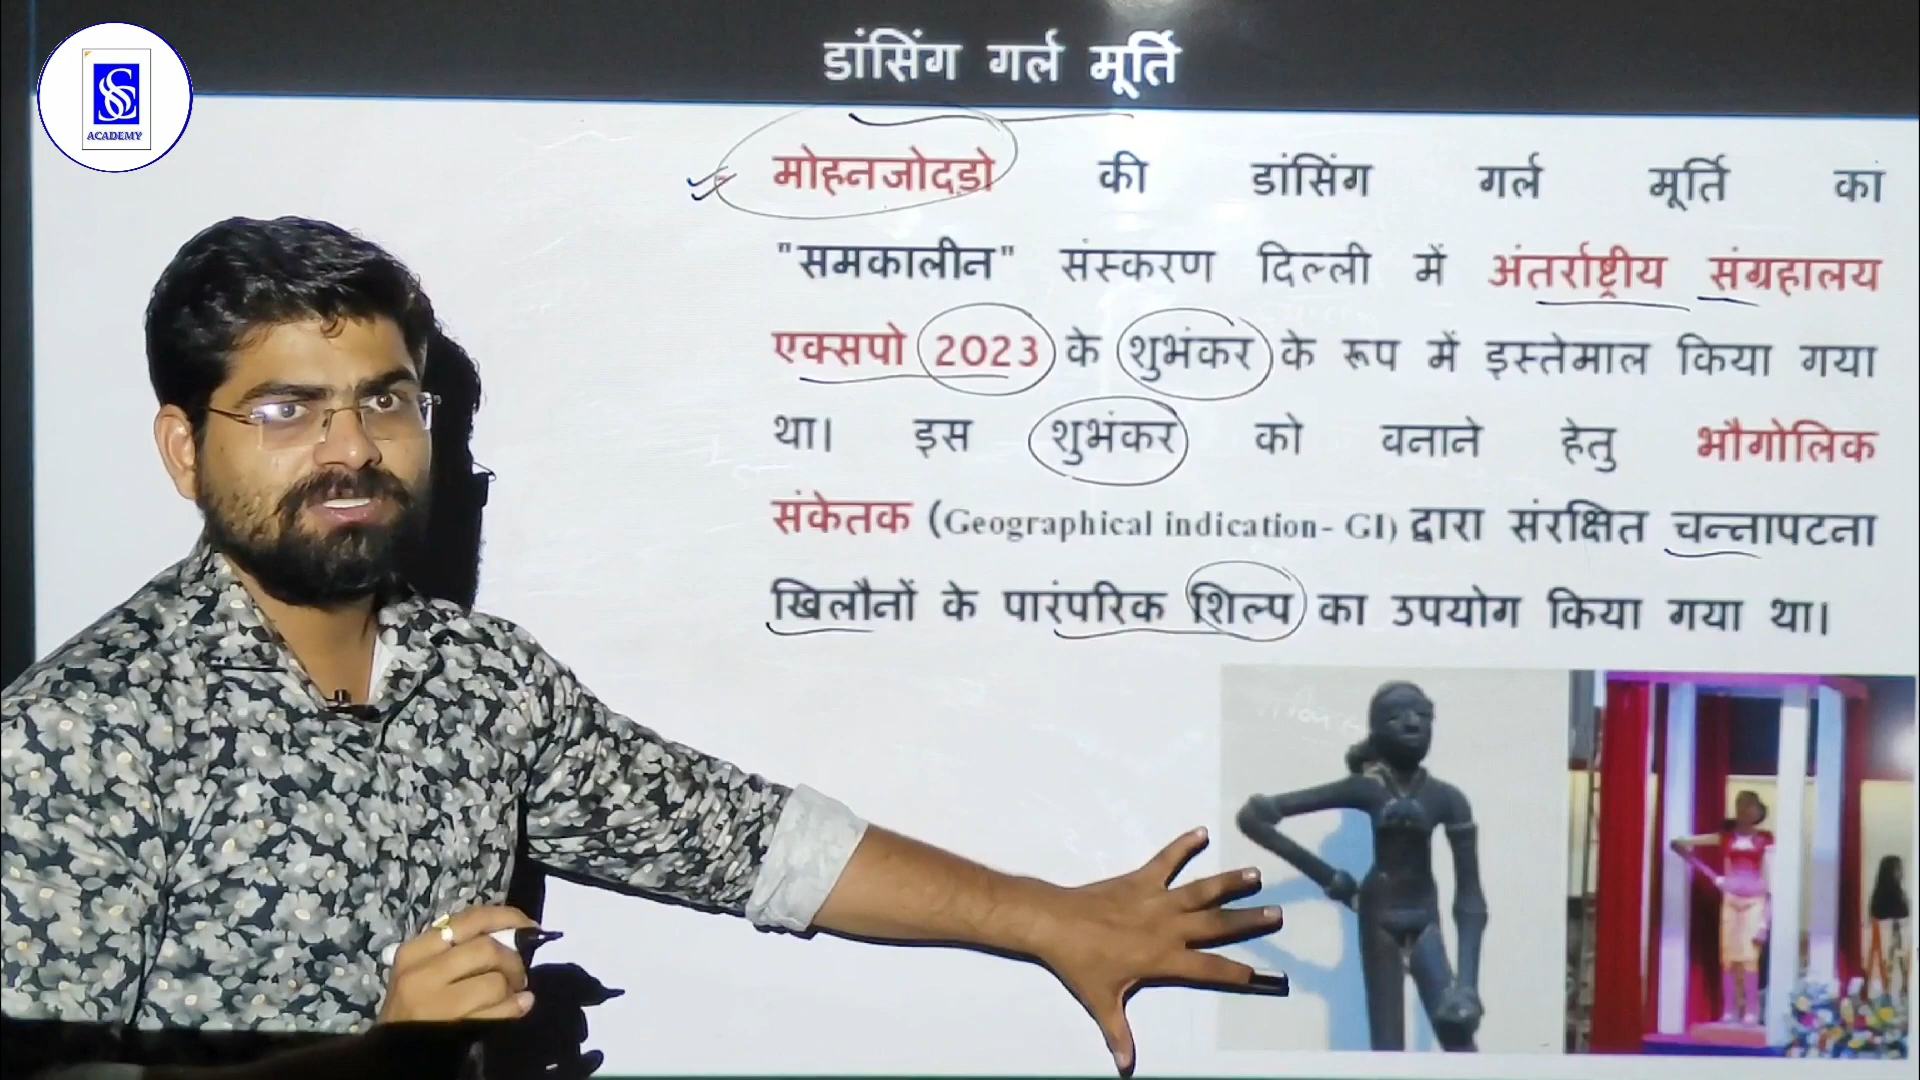 SSC
ACADEMY
डांसिंग गर्ल मूर्ति
मोहनजोदडो की डांसिंग गर्ल मूर्ति का
"समकालीन" संस्करण दिल्ली में अंतर्राष्ट्रीय संग्रहालय
एक्सपो 2023 के शुभंकर के रूप में इस्तेमाल किया गया
था। इस शुभंकर को बनाने हेतु भौगोलिक
संकेतक (Geographical indication- GI) द्वारा संरक्षित चन्नापटना
खिलौनों के पारंपरिक शिल्प का उपयोग किया गया था।